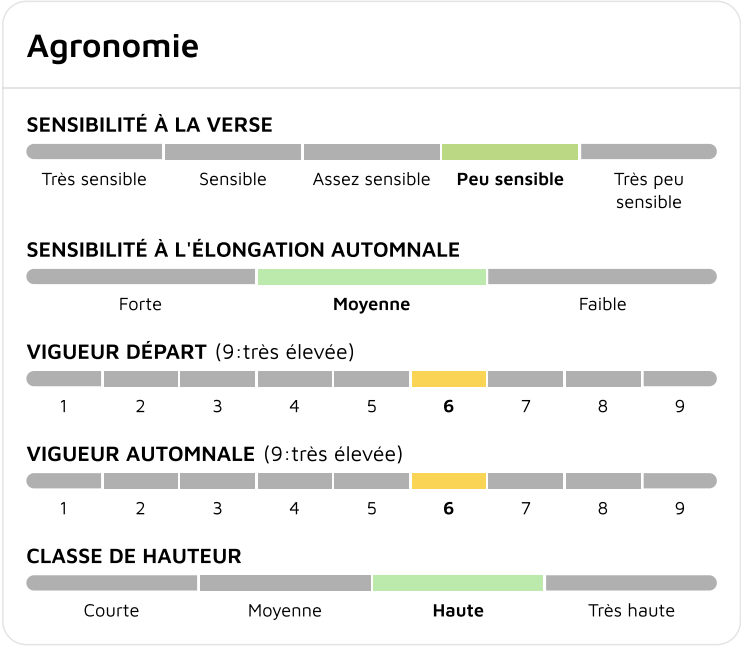 Agronomie
SENSIBILITÉ À LA VERSE
Très sensible Sensible Assez sensible Peu sensible Très peu
sensible
SENSIBILITÉ À L'ÉLONGATION AUTOMNALE
Forte Moyenne Faible
VIGUEUR DÉPART (9:très élevée)
1 2 3 4 5 6 7 8 9
VIGUEUR AUTOMNALE (9:très élevée)
1 2 3 4 5 6 7 8 9
CLASSE DE HAUTEUR
Courte Moyenne Haute Très haute